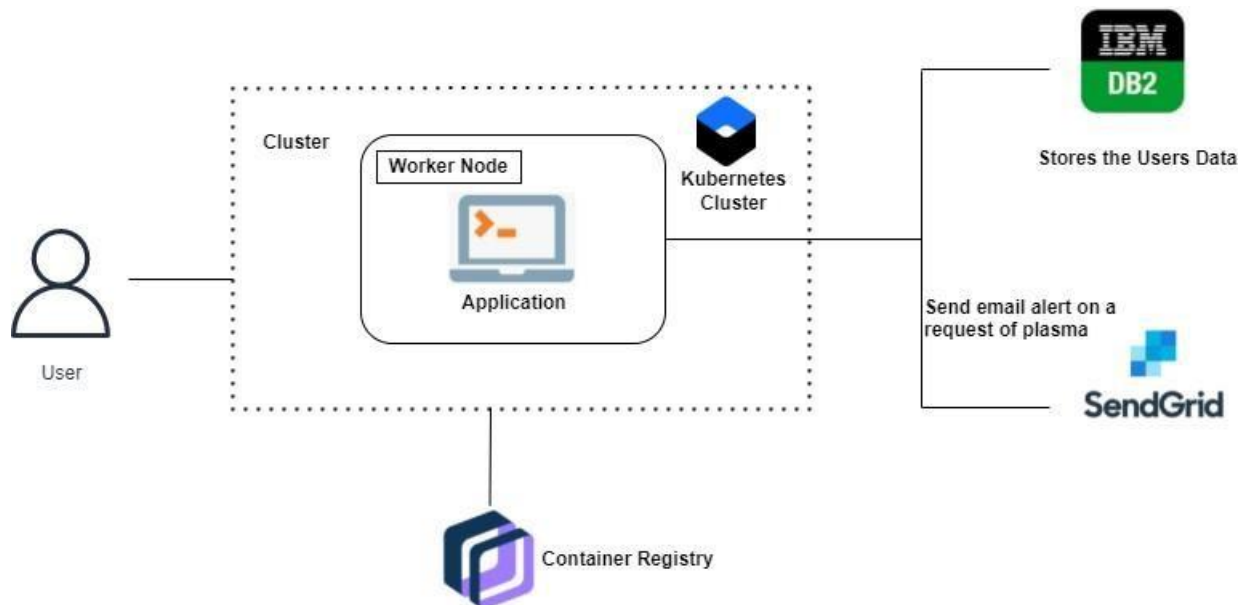 IBM
DB2
Stores the Users Data
Cluster
Worker Node
Kubernetes
Cluster
Application
User
Send email alert on a
request of plasma
SendGrid
Container Registry